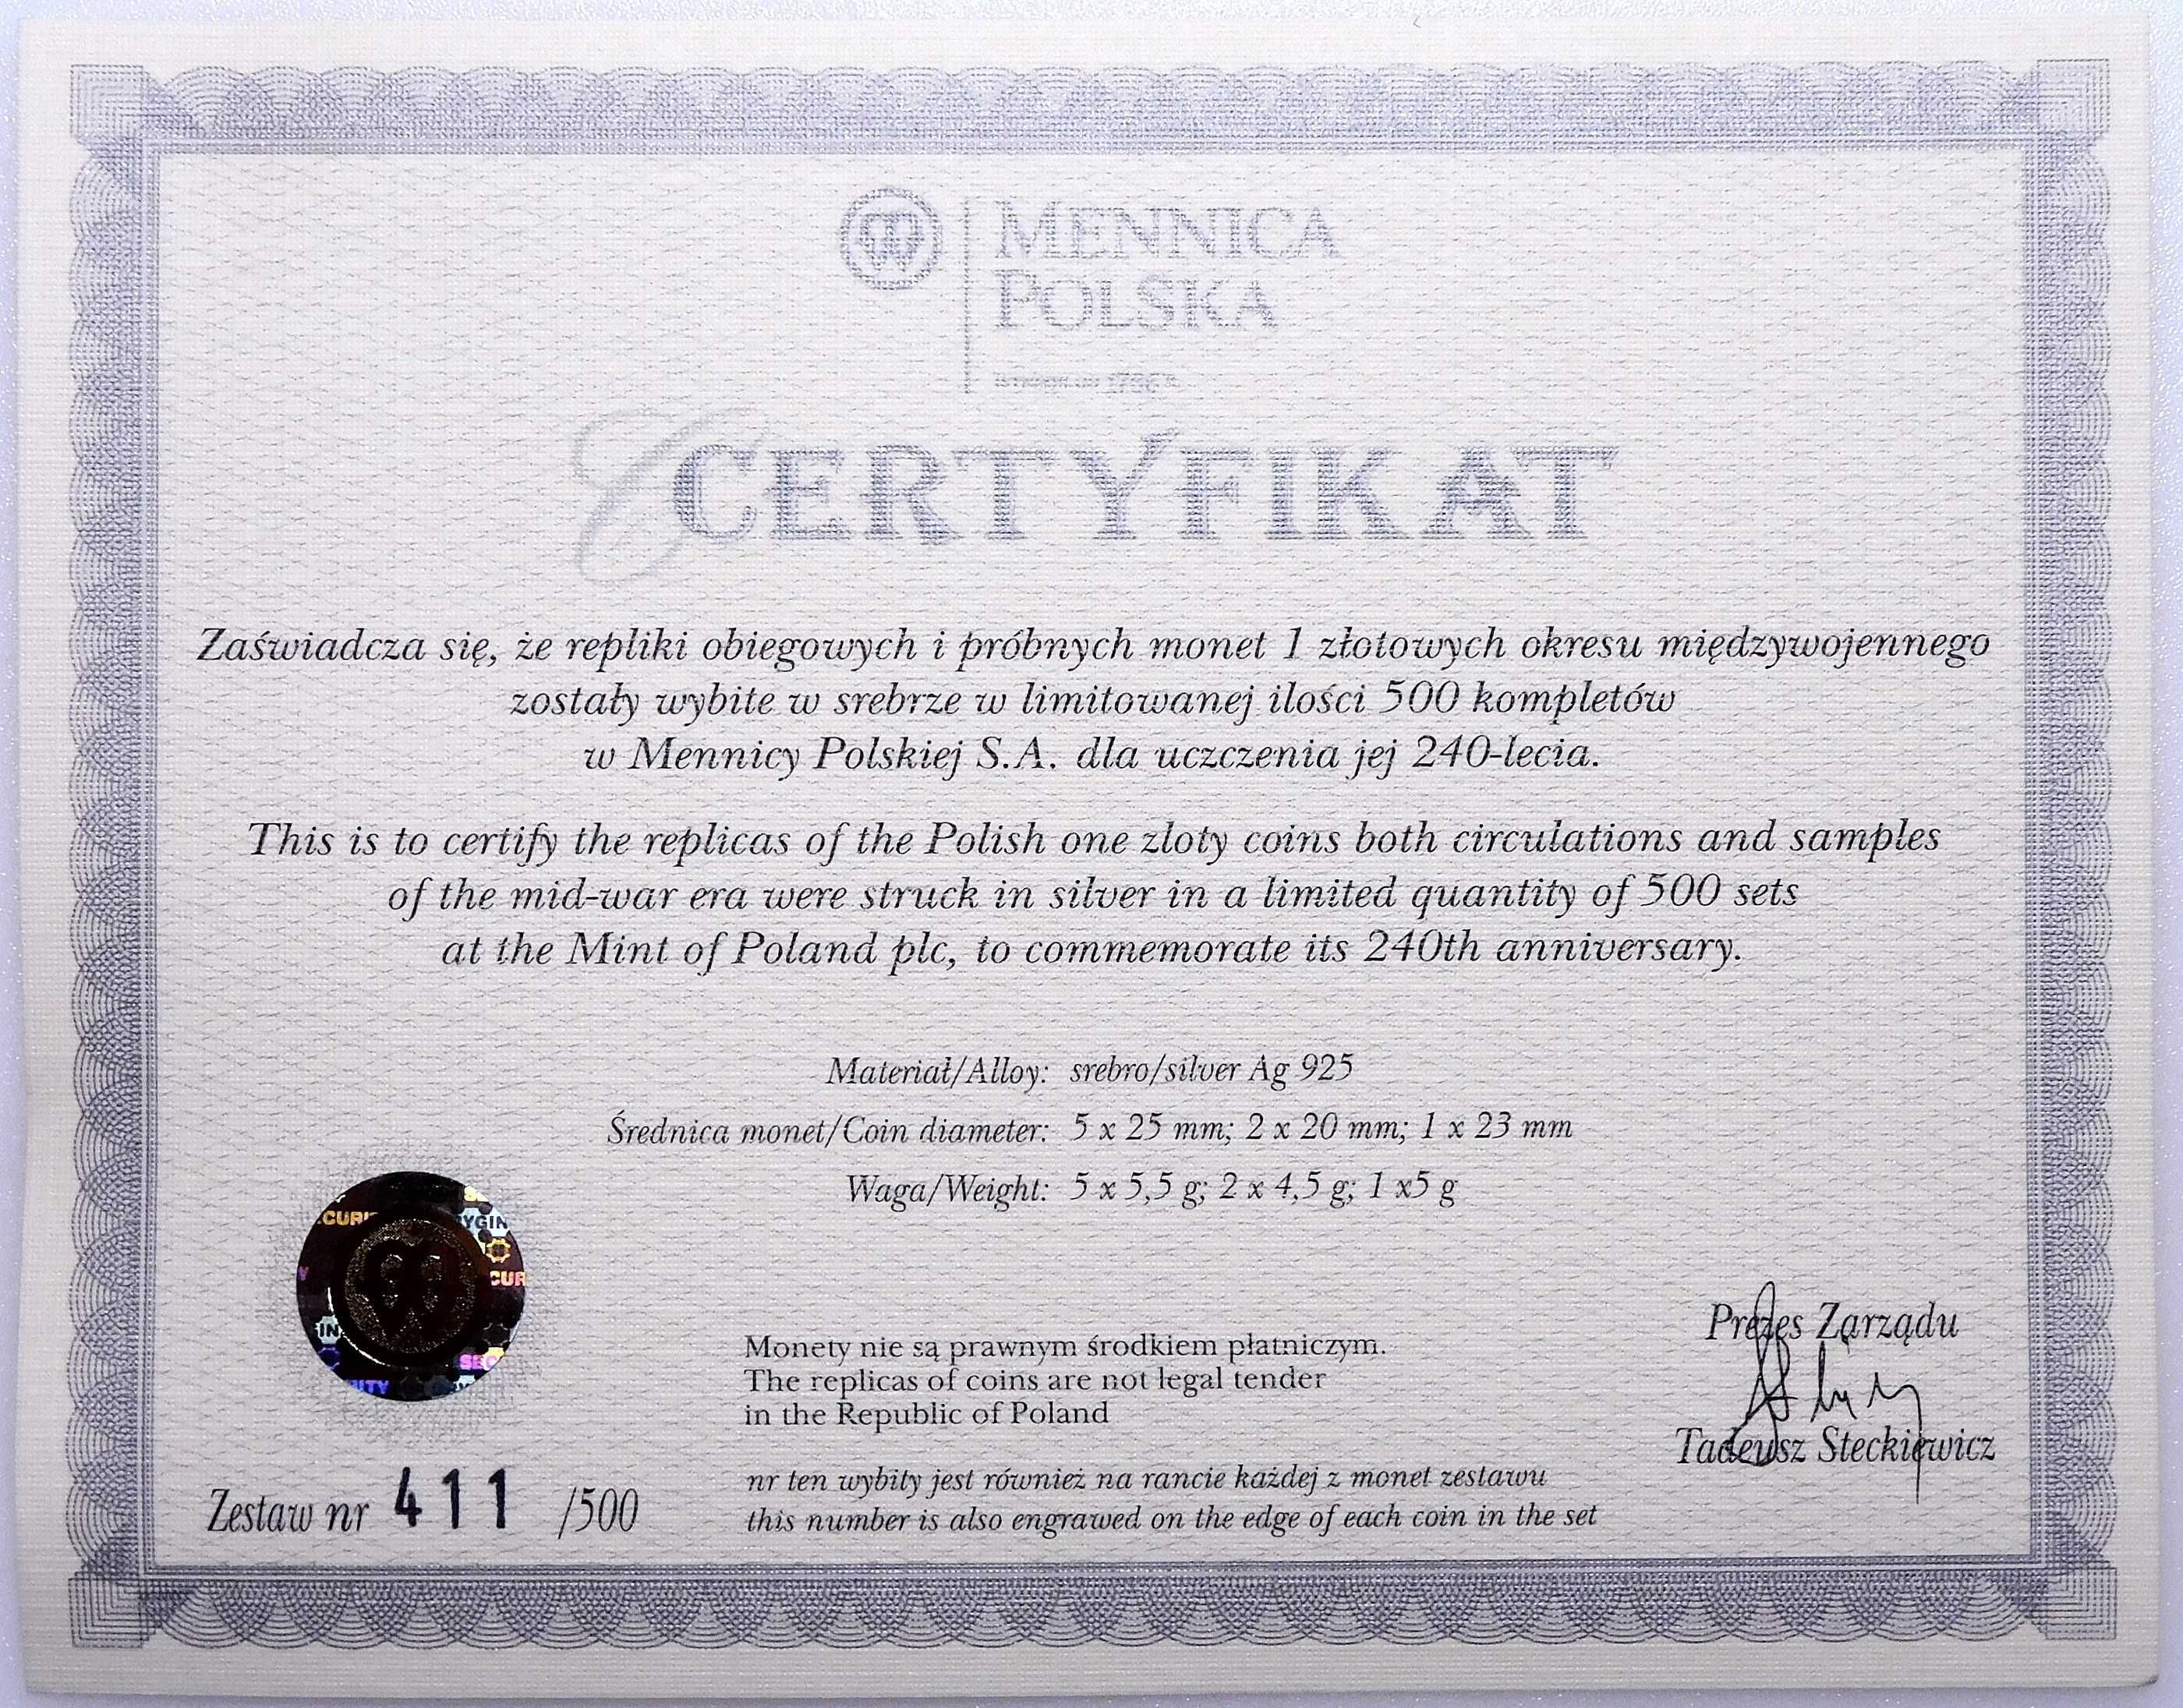 MENNICA
POLSKA
CERTYFIKAT
Zaświadcza się, że repliki obiegowych i próbnych monet 1 złotowych okresu międzywojennego
zostały wybite w srebrze w limitowanej ilości 500 kompletów
w Mennicy Polskiej S.A. dla uczczenia jej 240-lecia.
This is to certify the replicas of the Polish one zloty coins both circulations and samples
of the mid-war era were struck in silver in a limited quantity of 500 sets
at the Mint of Poland plc, to commemorate its 240th anniversary.
Materiał/Alloy: srebro/silver Ag 925
Średnica monet/Coin diameter: 5 x 25 mm; 2 x 20 mm; 1 x 23 mm
Waga/Weight: 5 x 5,5 g; 2 x 4,5 g; 1 x5 g
Monety nie są prawnym środkiem płatniczym.
The replicas of coins are not legal tender
in the Republic of Poland
Prezes Zarządu
Tadeusz Steckiewicz
Zestaw nr 411 /500
nr ten wybity jest również na rancie każdej z monet zestawu
this number is also engrawed on the edge of each coin in the set